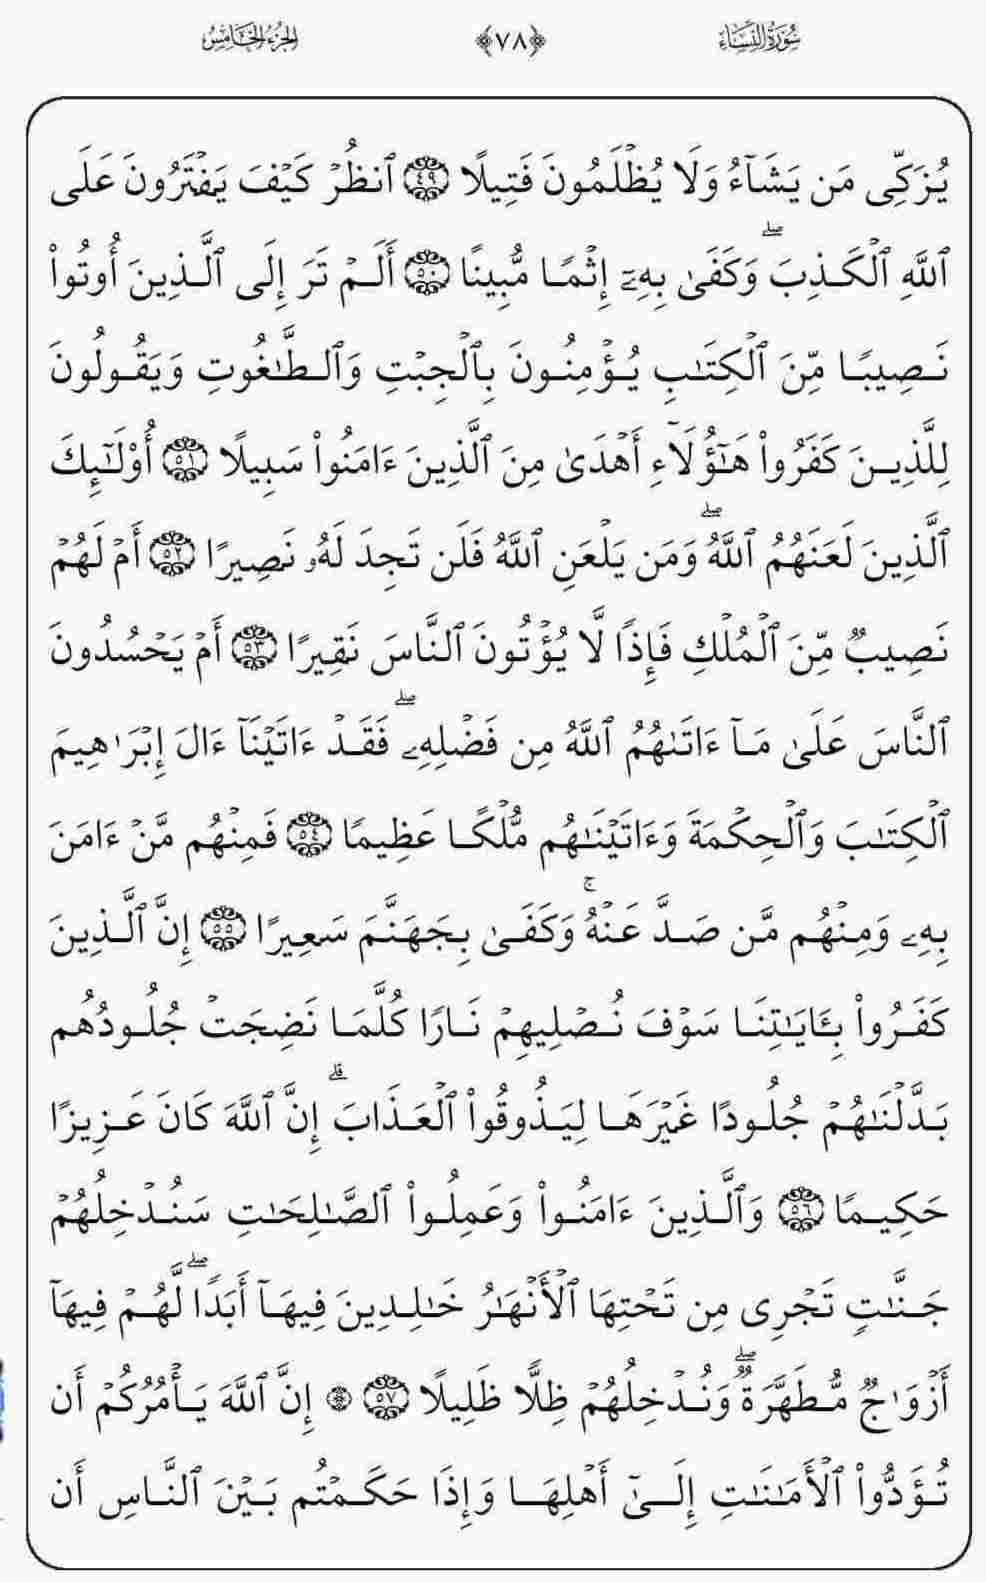 سُورَةُ النِّسَاءِ ﴿٧٨﴾ الجُزْءُ الخَامِسُ
يُزَكِّى مَن يَشَآءُ وَلَا يُظْلَمُونَ فَتِيلًا ٤٩ ٱنظُرْ كَيْفَ يَفْتَرُونَ عَلَى
ٱللَّهِ ٱلْكَذِبَ ۖ وَكَفَىٰ بِهِۦٓ إِثْمًا مُّبِينًا ٥٠ أَلَمْ تَرَ إِلَى ٱلَّذِينَ أُوتُوا۟
نَصِيبًا مِّنَ ٱلْكِتَـٰبِ يُؤْمِنُونَ بِٱلْجِبْتِ وَٱلطَّـٰغُوتِ وَيَقُولُونَ
لِلَّذِينَ كَفَرُوا۟ هَـٰٓؤُلَآءِ أَهْدَىٰ مِنَ ٱلَّذِينَ ءَامَنُوا۟ سَبِيلًا ٥١ أُو۟لَـٰٓئِكَ
ٱلَّذِينَ لَعَنَهُمُ ٱللَّهُ ۖ وَمَن يَلْعَنِ ٱللَّهُ فَلَن تَجِدَ لَهُۥ نَصِيرًا ٥٢ أَمْ لَهُمْ
نَصِيبٌ مِّنَ ٱلْمُلْكِ فَإِذًا لَّا يُؤْتُونَ ٱلنَّاسَ نَقِيرًا ٥٣ أَمْ يَحْسُدُونَ
ٱلنَّاسَ عَلَىٰ مَآ ءَاتَىٰهُمُ ٱللَّهُ مِن فَضْلِهِۦ ۖ فَقَدْ ءَاتَيْنَآ ءَالَ إِبْرَٰهِيمَ
ٱلْكِتَـٰبَ وَٱلْحِكْمَةَ وَءَاتَيْنَـٰهُم مُّلْكًا عَظِيمًا ٥٤ فَمِنْهُم مَّنْ ءَامَنَ
بِهِۦ وَمِنْهُم مَّن صَدَّ عَنْهُ ۚ وَكَفَىٰ بِجَهَنَّمَ سَعِيرًا ٥٥ إِنَّ ٱلَّذِينَ
كَفَرُوا۟ بِـَٔايَـٰتِنَا سَوْفَ نُصْلِيهِمْ نَارًا كُلَّمَا نَضِجَتْ جُلُودُهُم
بَدَّلْنَـٰهُمْ جُلُودًا غَيْرَهَا لِيَذُوقُوا۟ ٱلْعَذَابَ ۗ إِنَّ ٱللَّهَ كَانَ عَزِيزًا
حَكِيمًا ٥٦ وَٱلَّذِينَ ءَامَنُوا۟ وَعَمِلُوا۟ ٱلصَّـٰلِحَـٰتِ سَنُدْخِلُهُمْ
جَنَّـٰتٍ تَجْرِى مِن تَحْتِهَا ٱلْأَنْهَـٰرُ خَـٰلِدِينَ فِيهَآ أَبَدًا ۖ لَّهُمْ فِيهَآ
أَزْوَٰجٌ مُّطَهَّرَةٌ ۖ وَنُدْخِلُهُمْ ظِلًّا ظَلِيلًا ٥٧ ۞ إِنَّ ٱللَّهَ يَأْمُرُكُمْ أَن
تُؤَدُّوا۟ ٱلْأَمَـٰنَـٰتِ إِلَىٰٓ أَهْلِهَا وَإِذَا حَكَمْتُم بَيْنَ ٱلنَّاسِ أَن